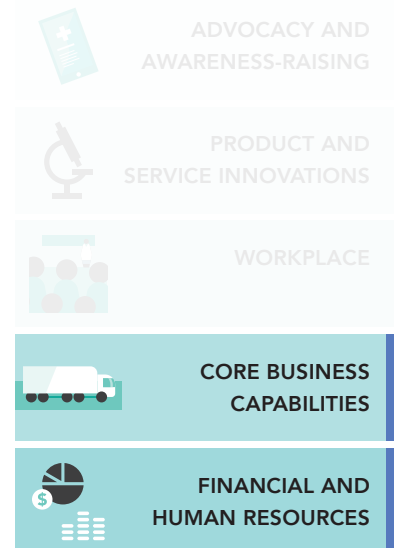 ADVOCACY AND
AWARENESS-RAISING
PRODUCT AND
SERVICE INNOVATIONS
WORKPLACE
CORE BUSINESS
CAPABILITIES
$
FINANCIAL AND
HUMAN RESOURCES